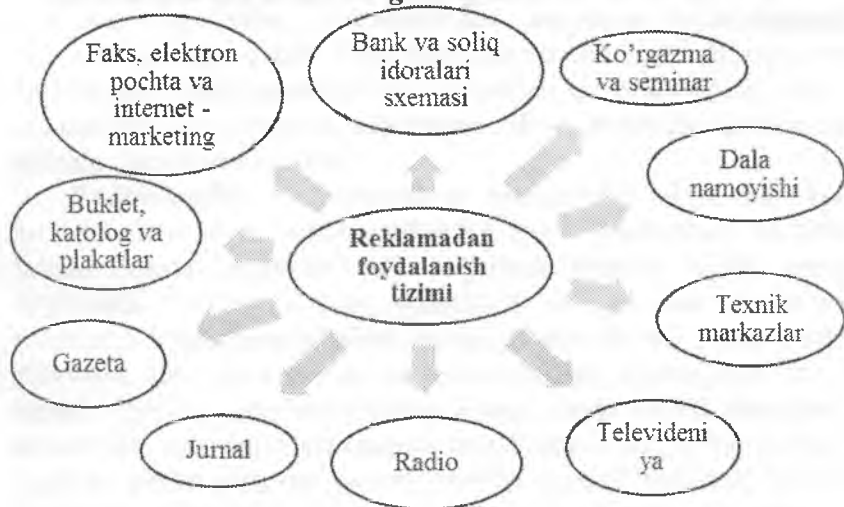 Faks, elektron
pochta va
internet -
marketing
Bank va soliq
idoralari
sxemasi
Ko'rgazma
va seminar
Dala
namoyishi
Buklet,
katolog va
plakatlar
Reklamadan
foydalanish
tizimi
Texnik
markazlar
Gazeta
Jurnal
Radio
Televideni
ya